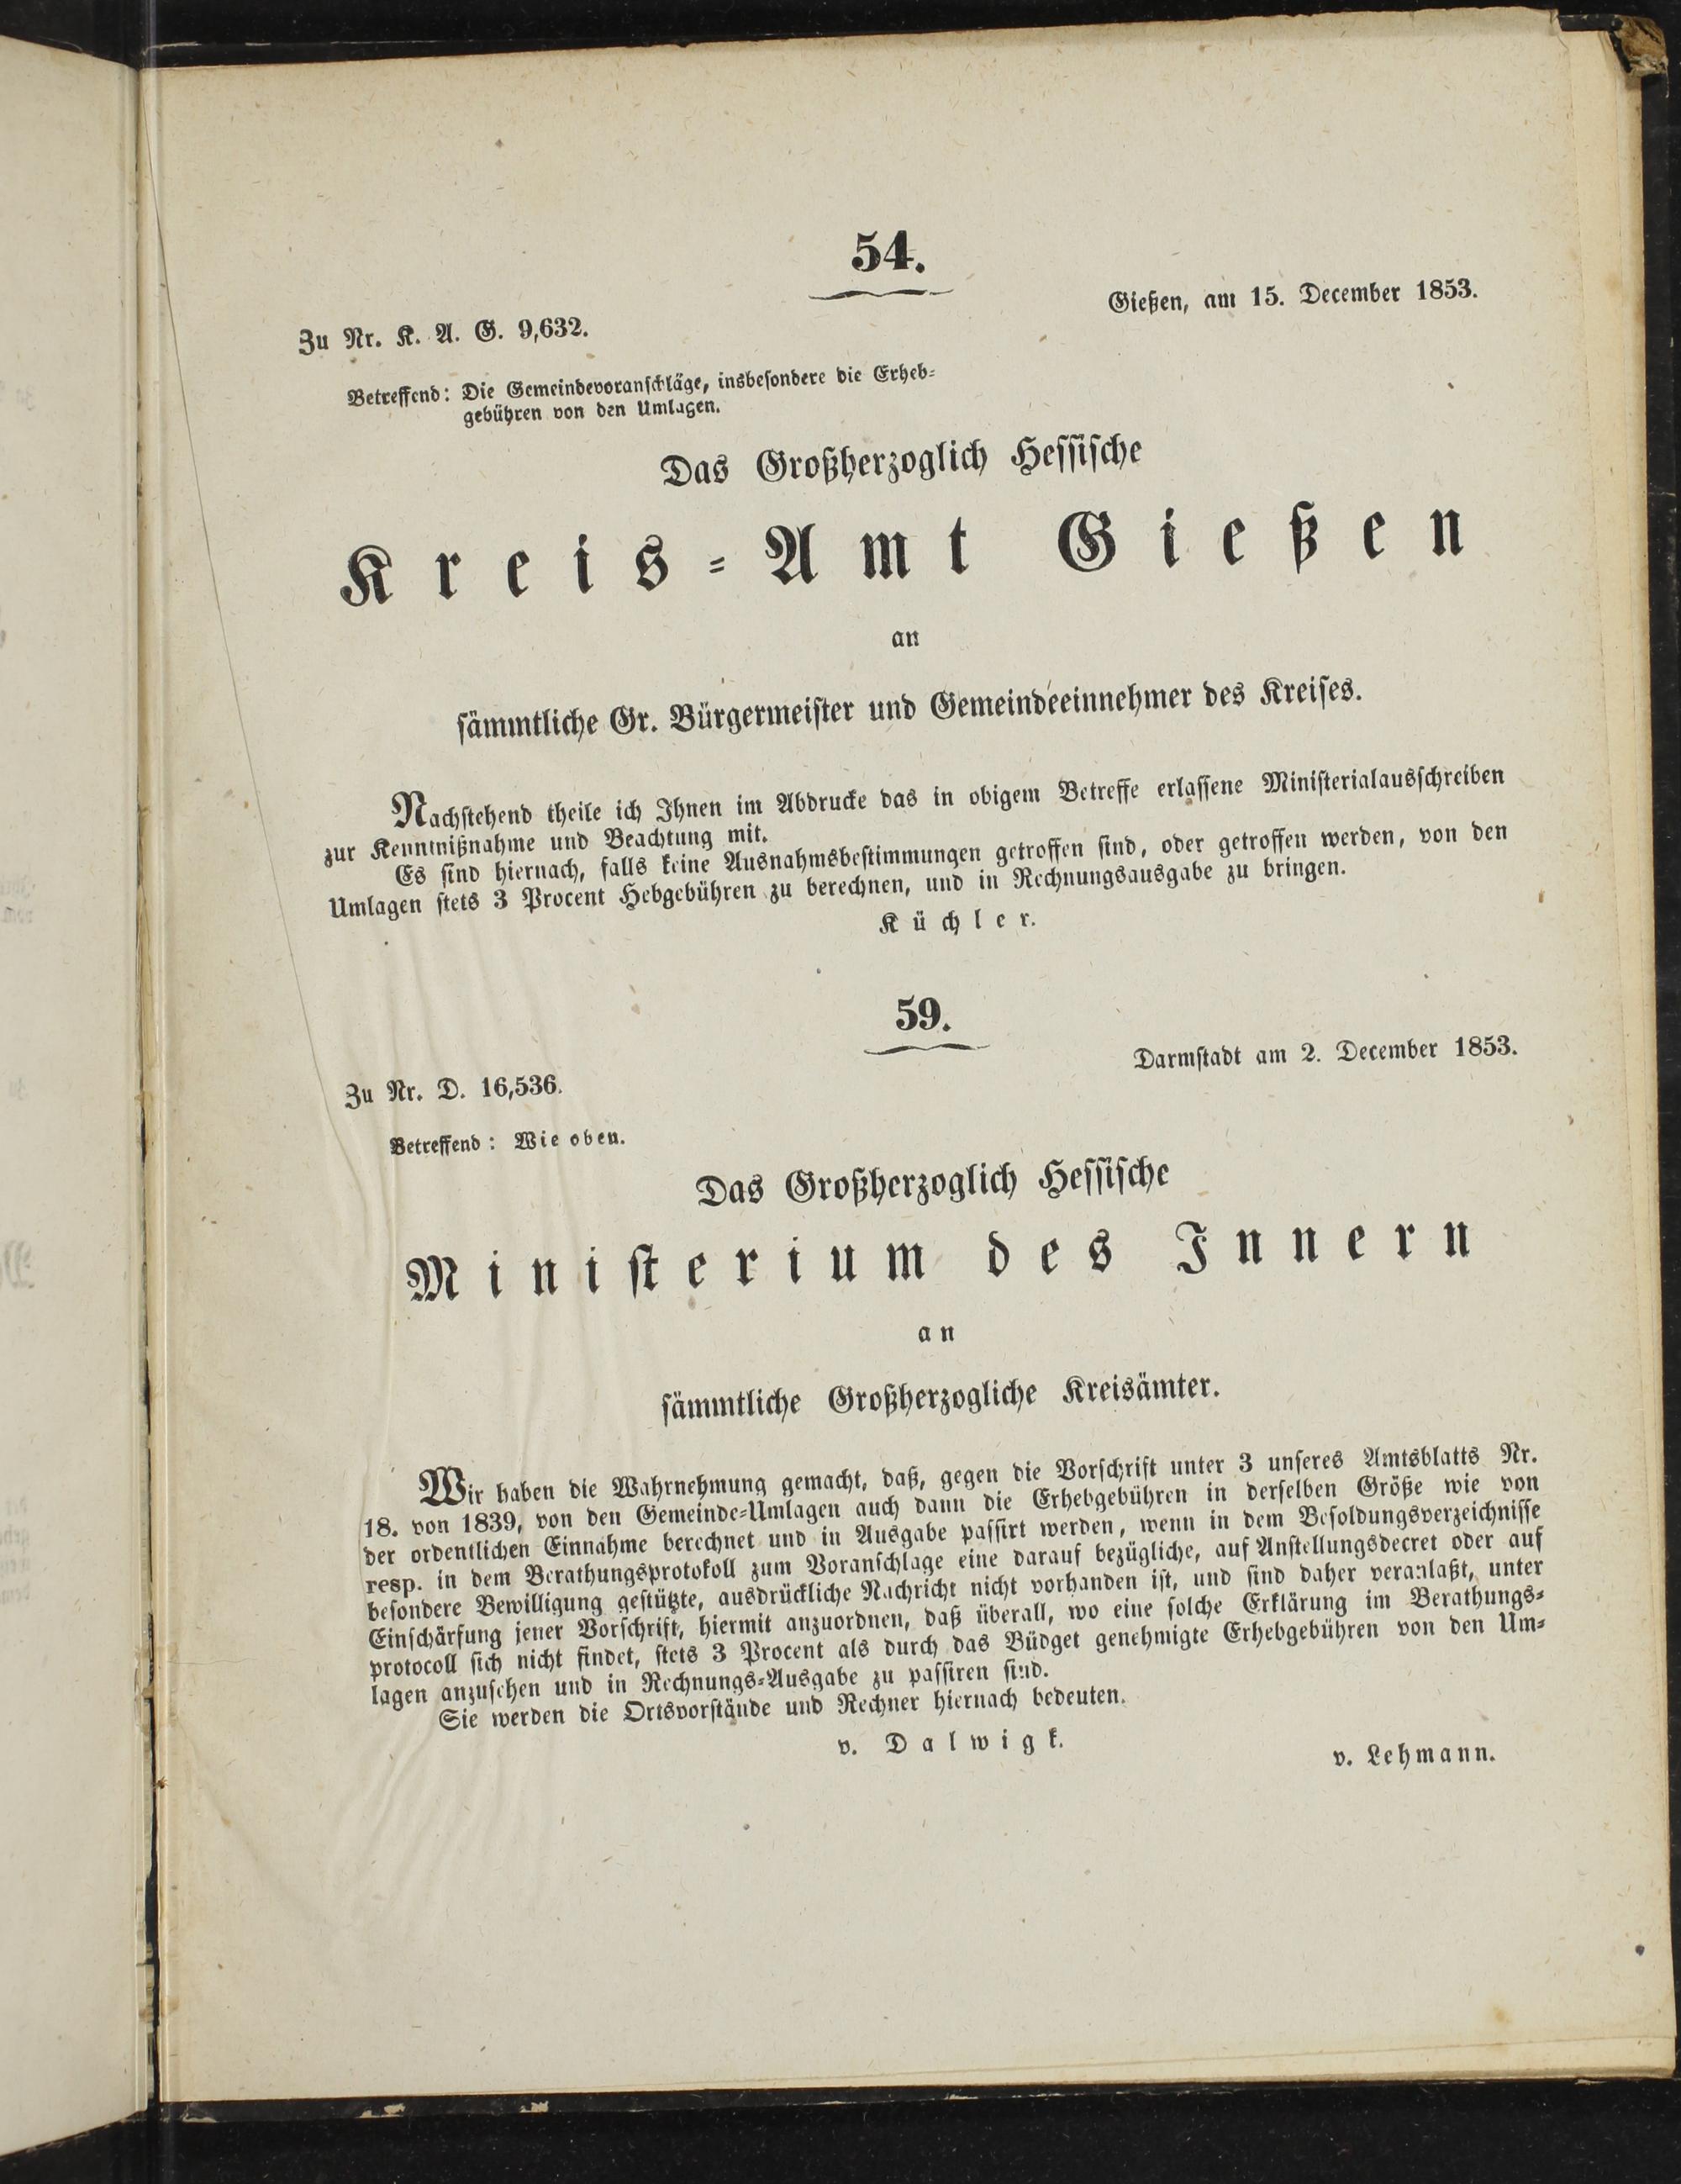 54.
Gießen, am 15. December 1853.
Zu Nr. K. A. G. 9,632.
Betreffend: Die Gemeindevoranschläge, insbesondere die Erheb-
gebühren von den Umlagen.
Das Großherzoglich Hessische
Kreis-Amt Gießen
an
sämmtliche Gr. Bürgermeister und Gemeindeeinnehmer des Kreises.
Nachstehend theile ich Ihnen im Abdrucke das in obigem Betreffe erlassene Ministerialausschreiben
zur Kenntnißnahme und Beachtung mit.
Es sind hiernach, falls keine Ausnahmsbestimmungen getroffen sind, oder getroffen werden, von den
Umlagen stets 3 Procent Hebgebühren zu berechnen, und in Rechnungsausgabe zu bringen.
Küchler.
59.
Darmstadt am 2. December 1853.
Zu Nr. D. 16,536.
Betreffend: Wie oben.
Das Großherzoglich Hessische
Ministerium des Innern
an
sämmtliche Großherzogliche Kreisämter.
Wir haben die Wahrnehmung gemacht, daß, gegen die Vorschrift unter 3 unseres Amtsblatts Nr.
18. von 1839, von den Gemeinde-Umlagen auch dann die Erhebgebühren in derselben Größe wie von
der ordentlichen Einnahme berechnet und in Ausgabe passirt werden, wenn in dem Besoldungsverzeichnisse
resp. in dem Berathungsprotokoll zum Voranschlage eine darauf bezügliche, auf Anstellungsdecret oder auf
besondere Bewilligung gestützte, ausdrückliche Nachricht nicht vorhanden ist, und sind daher veranlaßt, unter
Einschärfung jener Vorschrift, hiermit anzuordnen, daß überall, wo eine solche Erklärung im Berathungs-
protocoll sich nicht findet, stets 3 Procent als durch das Büdget genehmigte Erhebgebühren von den Um-
lagen anzusehen und in Rechnungs-Ausgabe zu passiren sind.
Sie werden die Ortsvorstände und Rechner hiernach bedeuten.
v. Dalwigk.
v. Lehmann.